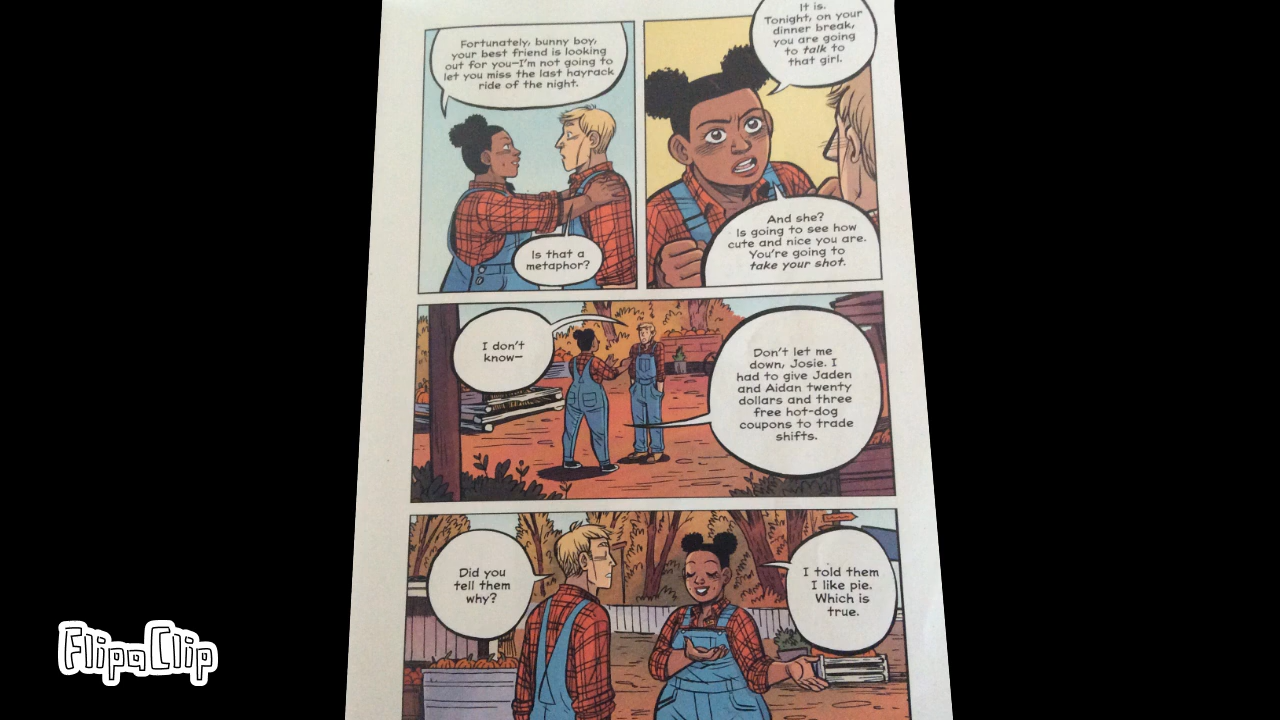 Fortunately, bunny boy,
your best friend is looking
out for you—I'm not going to
let you miss the last hayrack
ride of the night.
Is that a
metaphor?
It is.
Tonight, on your
dinner break,
you are going
to talk to
that girl.
And she?
Is going to see how
cute and nice you are.
You're going to
take your shot.
I don't
know—
Don't let me
down, Josie. I
had to give Jaden
and Aidan twenty
dollars and three
free hot-dog
coupons to trade
shifts.
Did you
tell them
why?
I told them
I like pie.
Which is
true.
FlipaClip